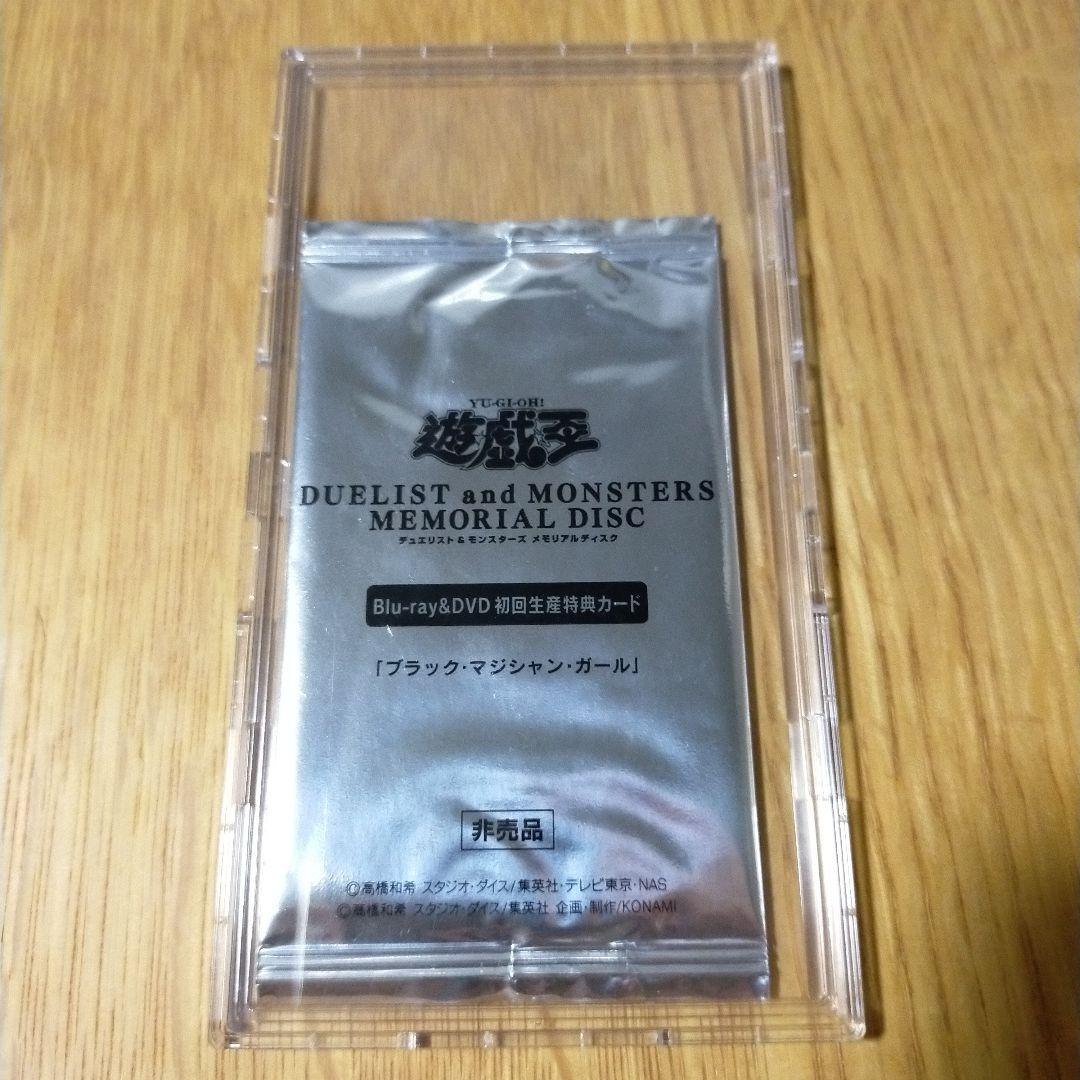 YU-GI-OH!
遊戯王
DUELIST and MONSTERS
MEMORIAL DISC
デュエリスト&モンスターズ メモリアルディスク
Blu-ray&DVD 初回生産特典カード
「ブラック・マジシャン・ガール」
非売品
©高橋和希 スタジオ・ダイス/集英社・テレビ東京・NAS
©高橋和希 スタジオ・ダイス/集英社 企画・制作/KONAMI